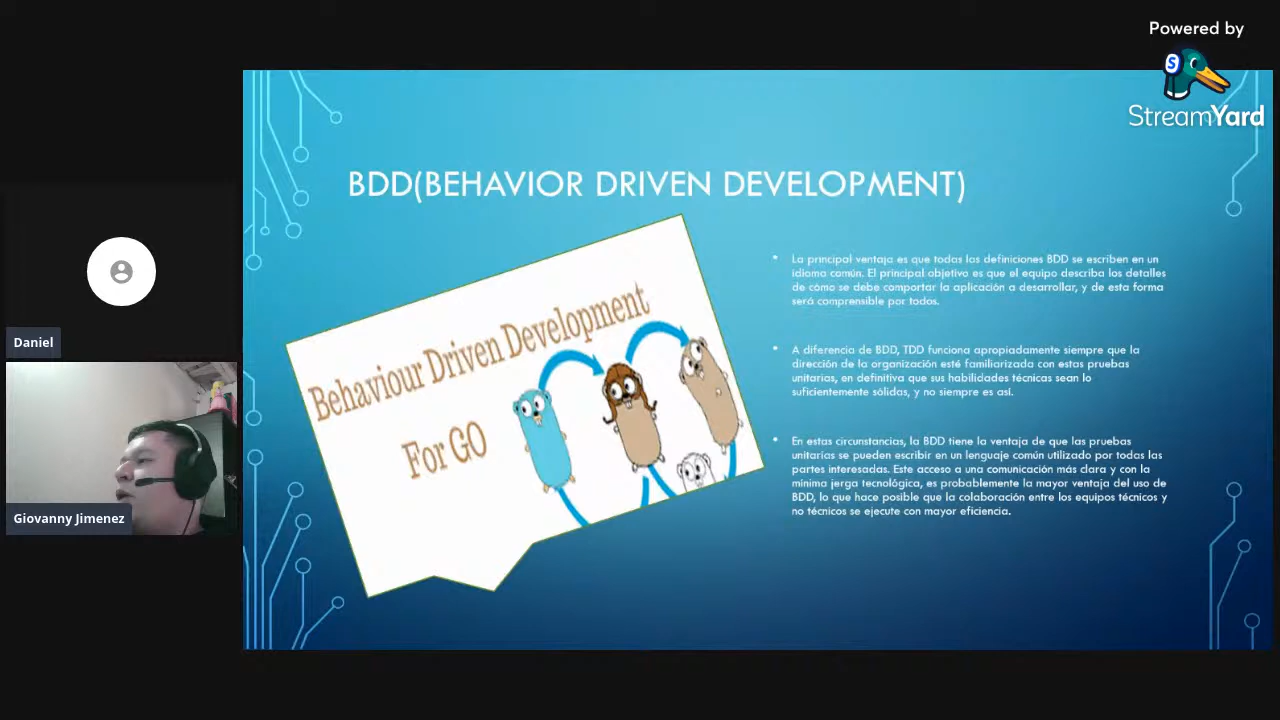 Powered by
StreamYard
BDD(BEHAVIOR DRIVEN DEVELOPMENT)
Behaviour Driven Development
For GO
• La principal ventaja es que todas las definiciones BDD se escriben en un
idioma común. El principal objetivo es que el equipo describa los detalles
de cómo se debe comportar la aplicación a desarrollar, y de esta forma
será comprensible por todos.
• A diferencia de BDD, TDD funciona apropiadamente siempre que la
dirección de la organización esté familiarizada con estas pruebas
unitarias, en definitiva que sus habilidades técnicas sean lo
suficientemente sólidas, y no siempre es así.
• En estas circunstancias, la BDD tiene la ventaja de que las pruebas
unitarias se pueden escribir en un lenguaje común utilizado por todas las
partes interesadas. Este acceso a una comunicación más clara y con la
mínima jerga tecnológica, es probablemente la mayor ventaja del uso de
BDD, lo que hace posible que la colaboración entre los equipos técnicos y
no técnicos se ejecute con mayor eficiencia.
Daniel
Giovanny Jimenez